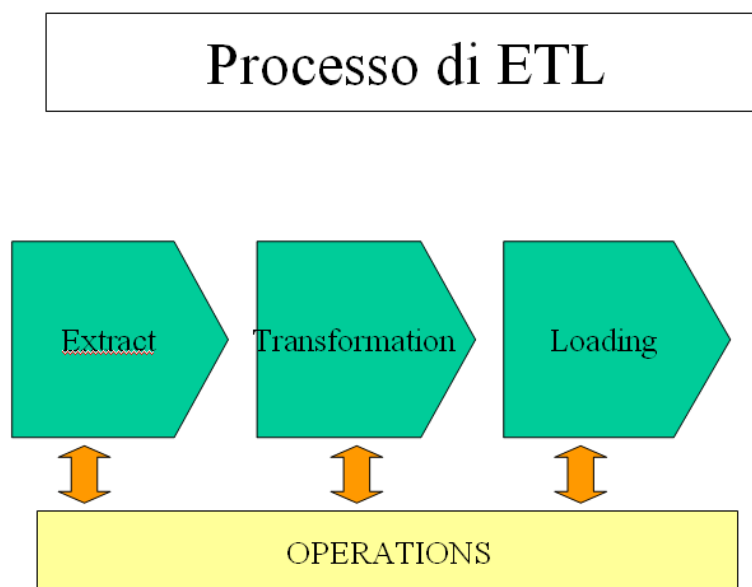 Processo di ETL
Extract
Transformation
Loading
OPERATIONS